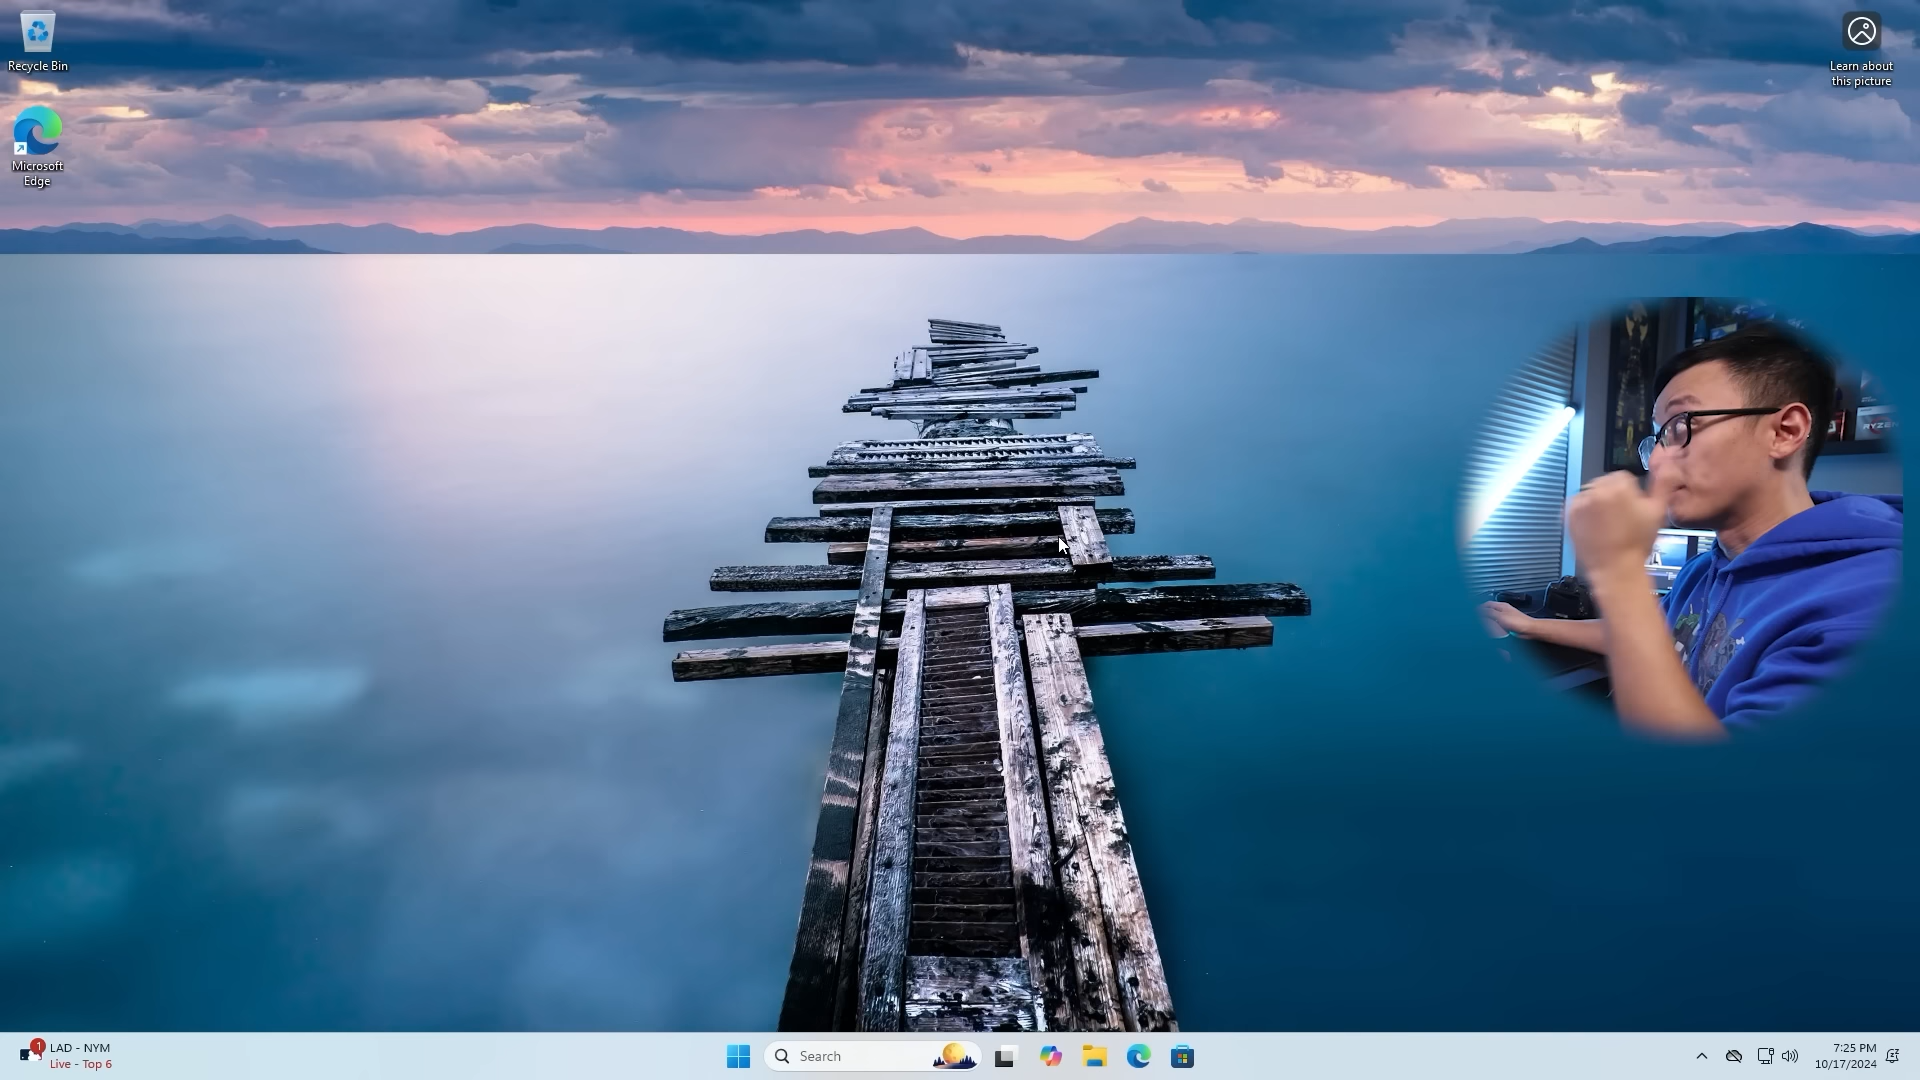 Recycle Bin
Learn about
this picture
Microsoft
Edge
RYZEN
1
LAD - NYM
Live - Top 6
Search
7:25 PM
10/17/2024